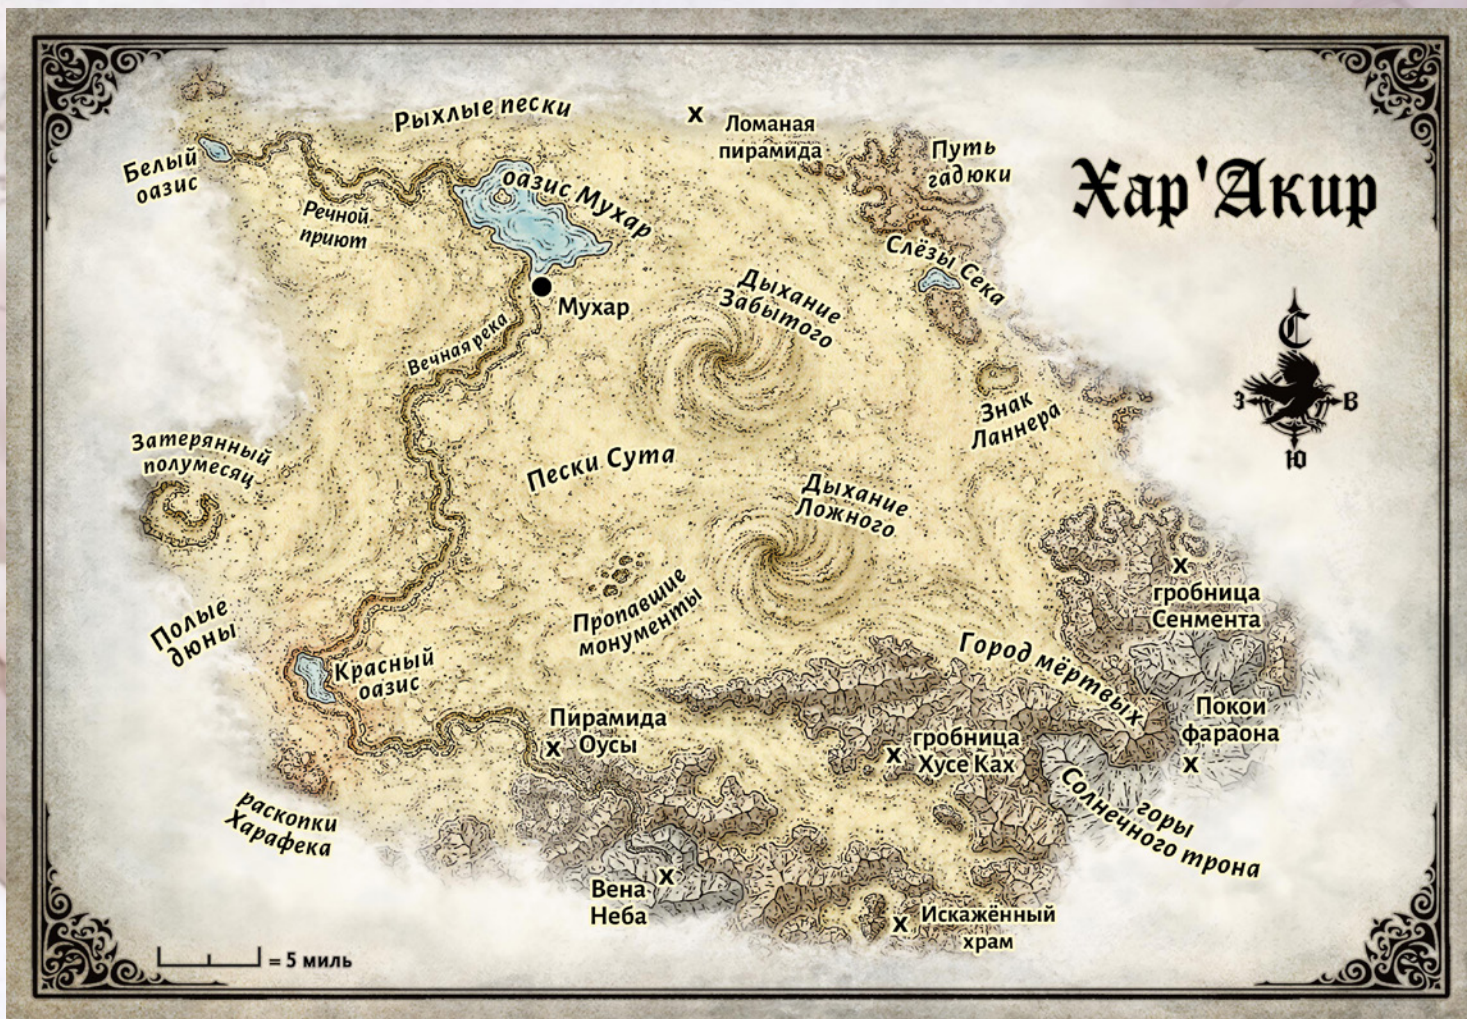 Рыхлые пески
Ломаная
пирамида
Путь
гадюки
Хар'Акир
Белый
оазис
оазис Мухар
Речной
приют
Слёзы Сека
Дыхание
Забытого
Мухар
Вечная река
С
З
В
Ю
Знак
Ланнера
Затерянный
полумесяц
Пески Сута
Дыхание
Ложного
гробница
Сенмента
Пропавшие
монументы
Полые
дюны
Город мёртвых
Красный
оазис
Покои
фараона
Пирамида
Оусы
гробница
Хусе Ках
горы
Солнечного трона
раскопки
Харафека
Вена
Неба
Искажённый
храм
= 5 миль